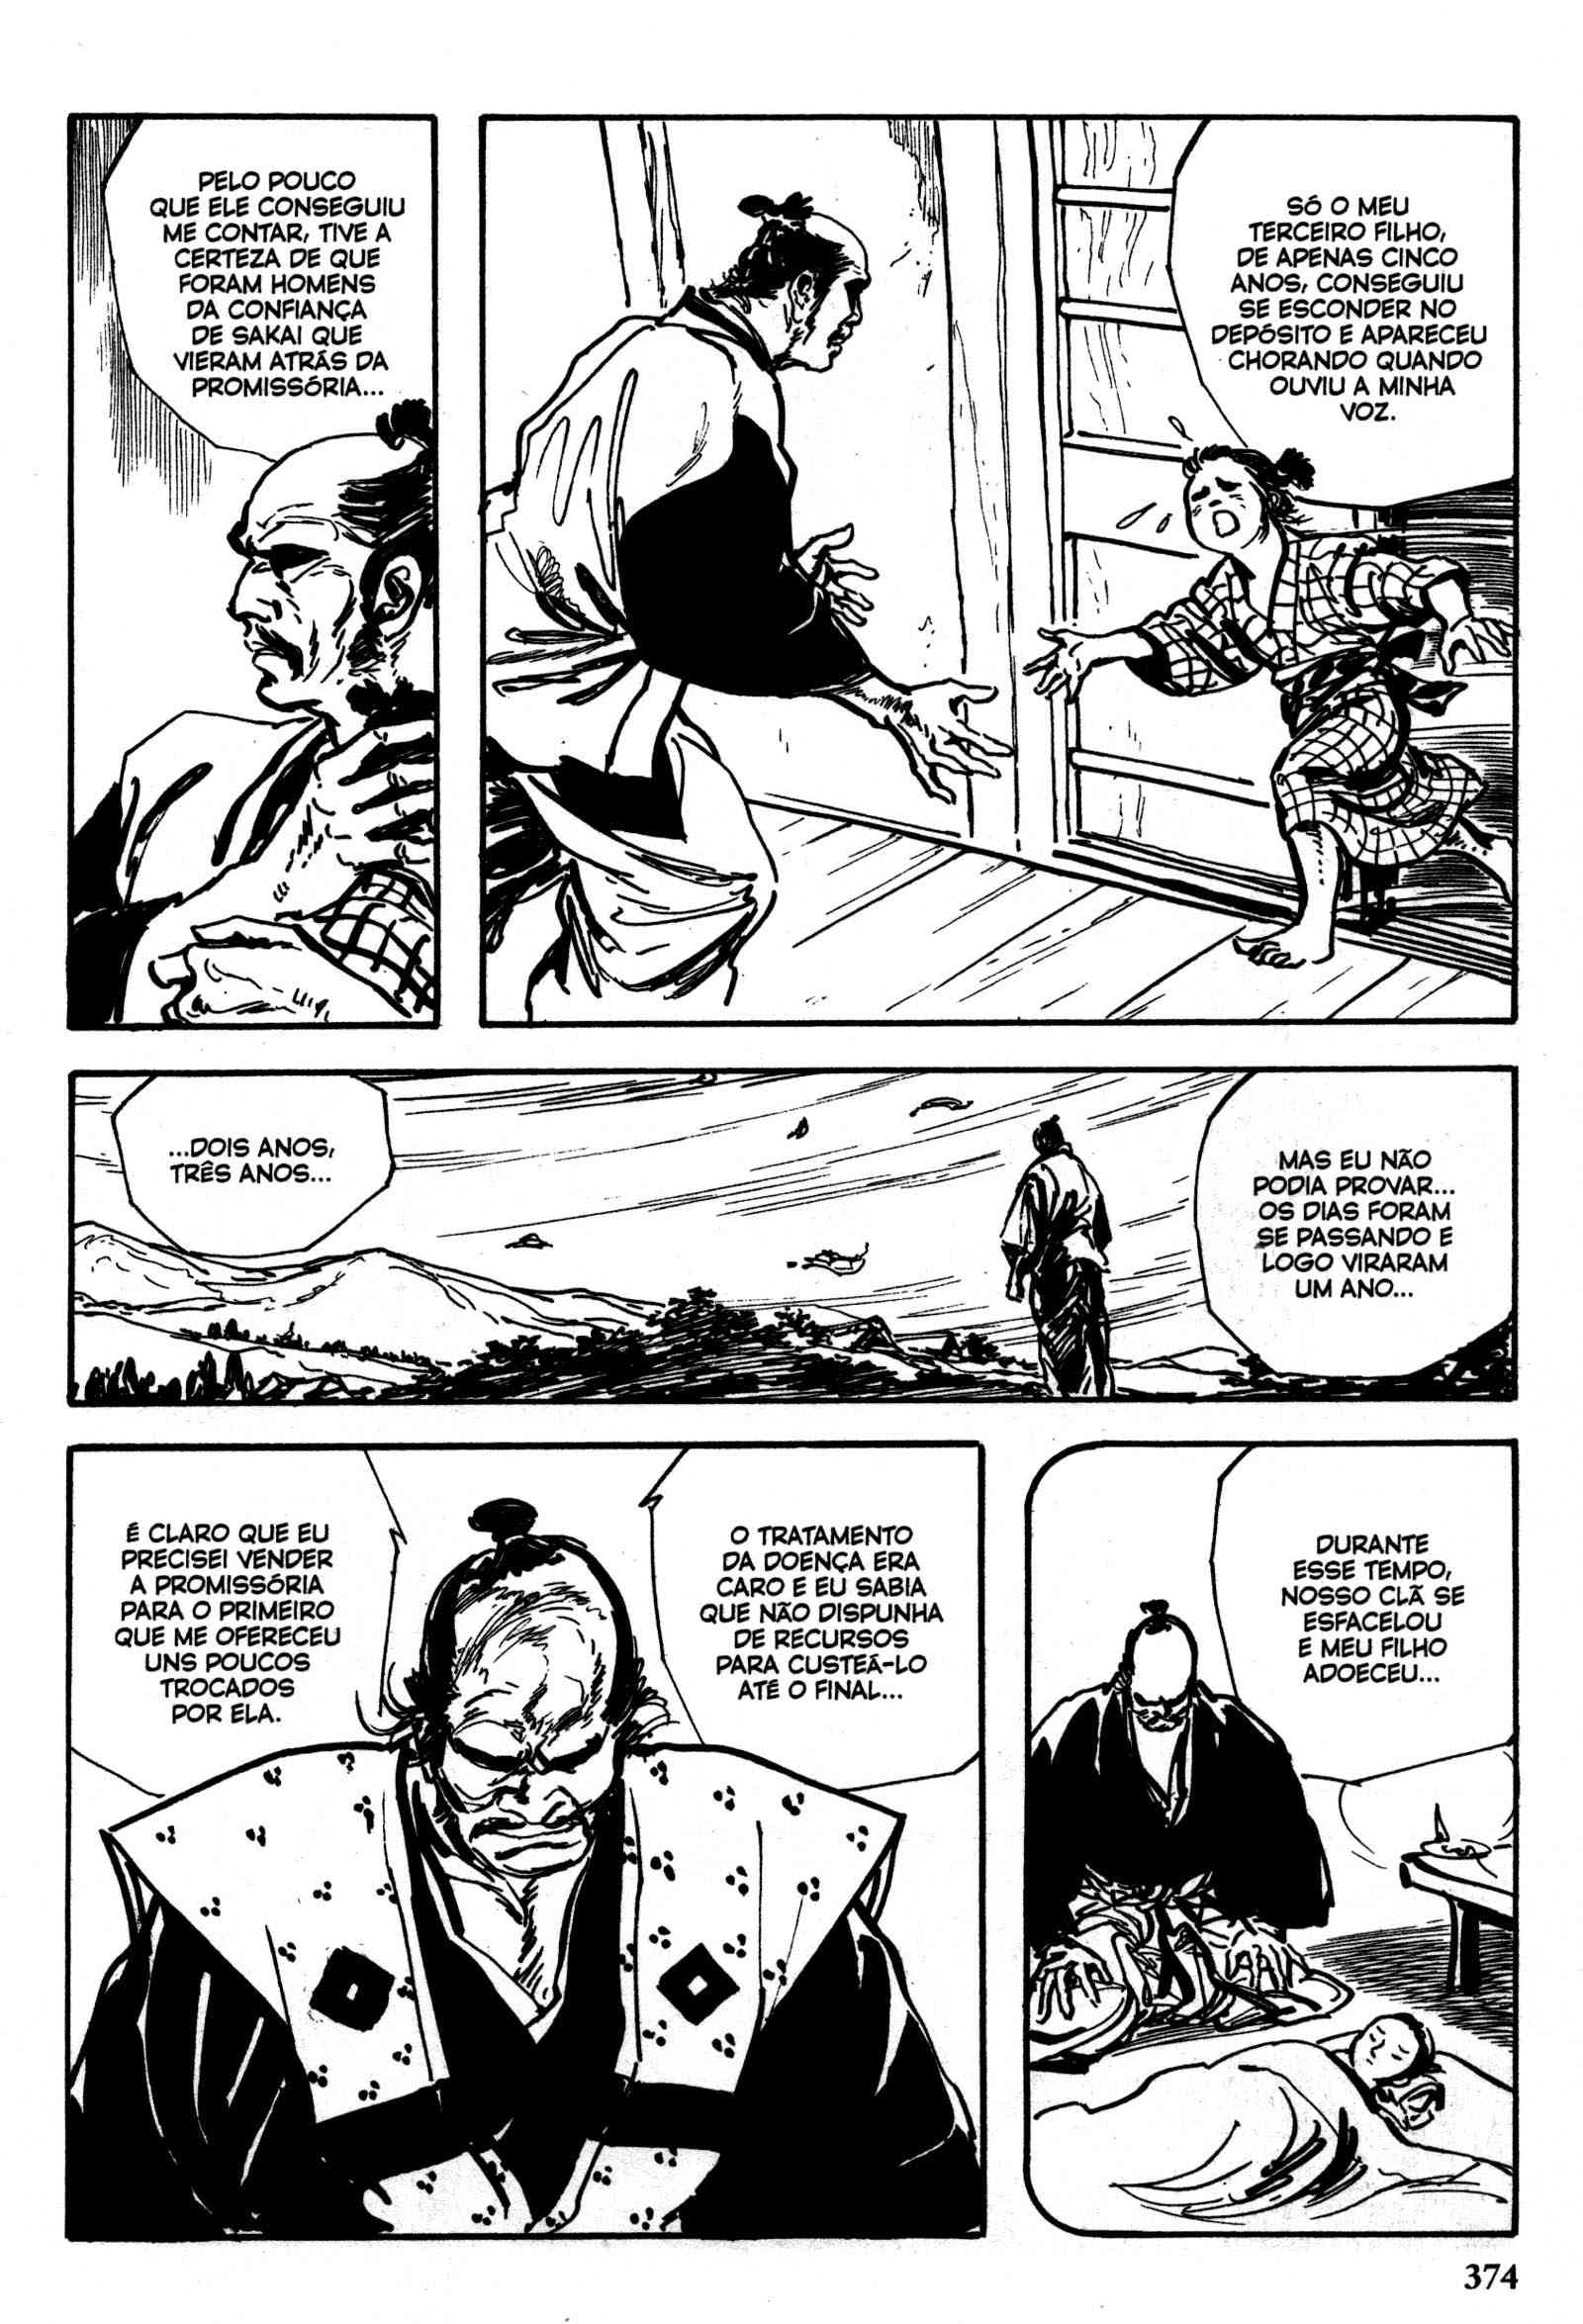 SÓ O MEU
TERCEIRO FILHO,
DE APENAS CINCO
ANOS, CONSEGUIU
SE ESCONDER NO
DEPÓSITO E APARECEU
CHORANDO QUANDO
OUVIU A MINHA
VOZ.
PELO POUCO
QUE ELE CONSEGUIU
ME CONTAR, TIVE A
CERTEZA DE QUE
FORAM HOMENS
DA CONFIANÇA
DE SAKAI QUE
VIERAM ATRÁS DA
PROMISSÓRIA...
MAS EU NÃO
PODIA PROVAR...
OS DIAS FORAM
SE PASSANDO E
LOGO VIRARAM
UM ANO...
...DOIS ANOS,
TRÊS ANOS...
DURANTE
ESSE TEMPO,
NOSSO CLÃ SE
ESFACELOU
E MEU FILHO
ADOECEU...
O TRATAMENTO
DA DOENÇA ERA
CARO E EU SABIA
QUE NÃO DISPUNHA
DE RECURSOS
PARA CUSTEÁ-LO
ATÉ O FINAL...
É CLARO QUE EU
PRECISEI VENDER
A PROMISSÓRIA
PARA O PRIMEIRO
QUE ME OFERECEU
UNS POUCOS
TROCADOS
POR ELA.
374